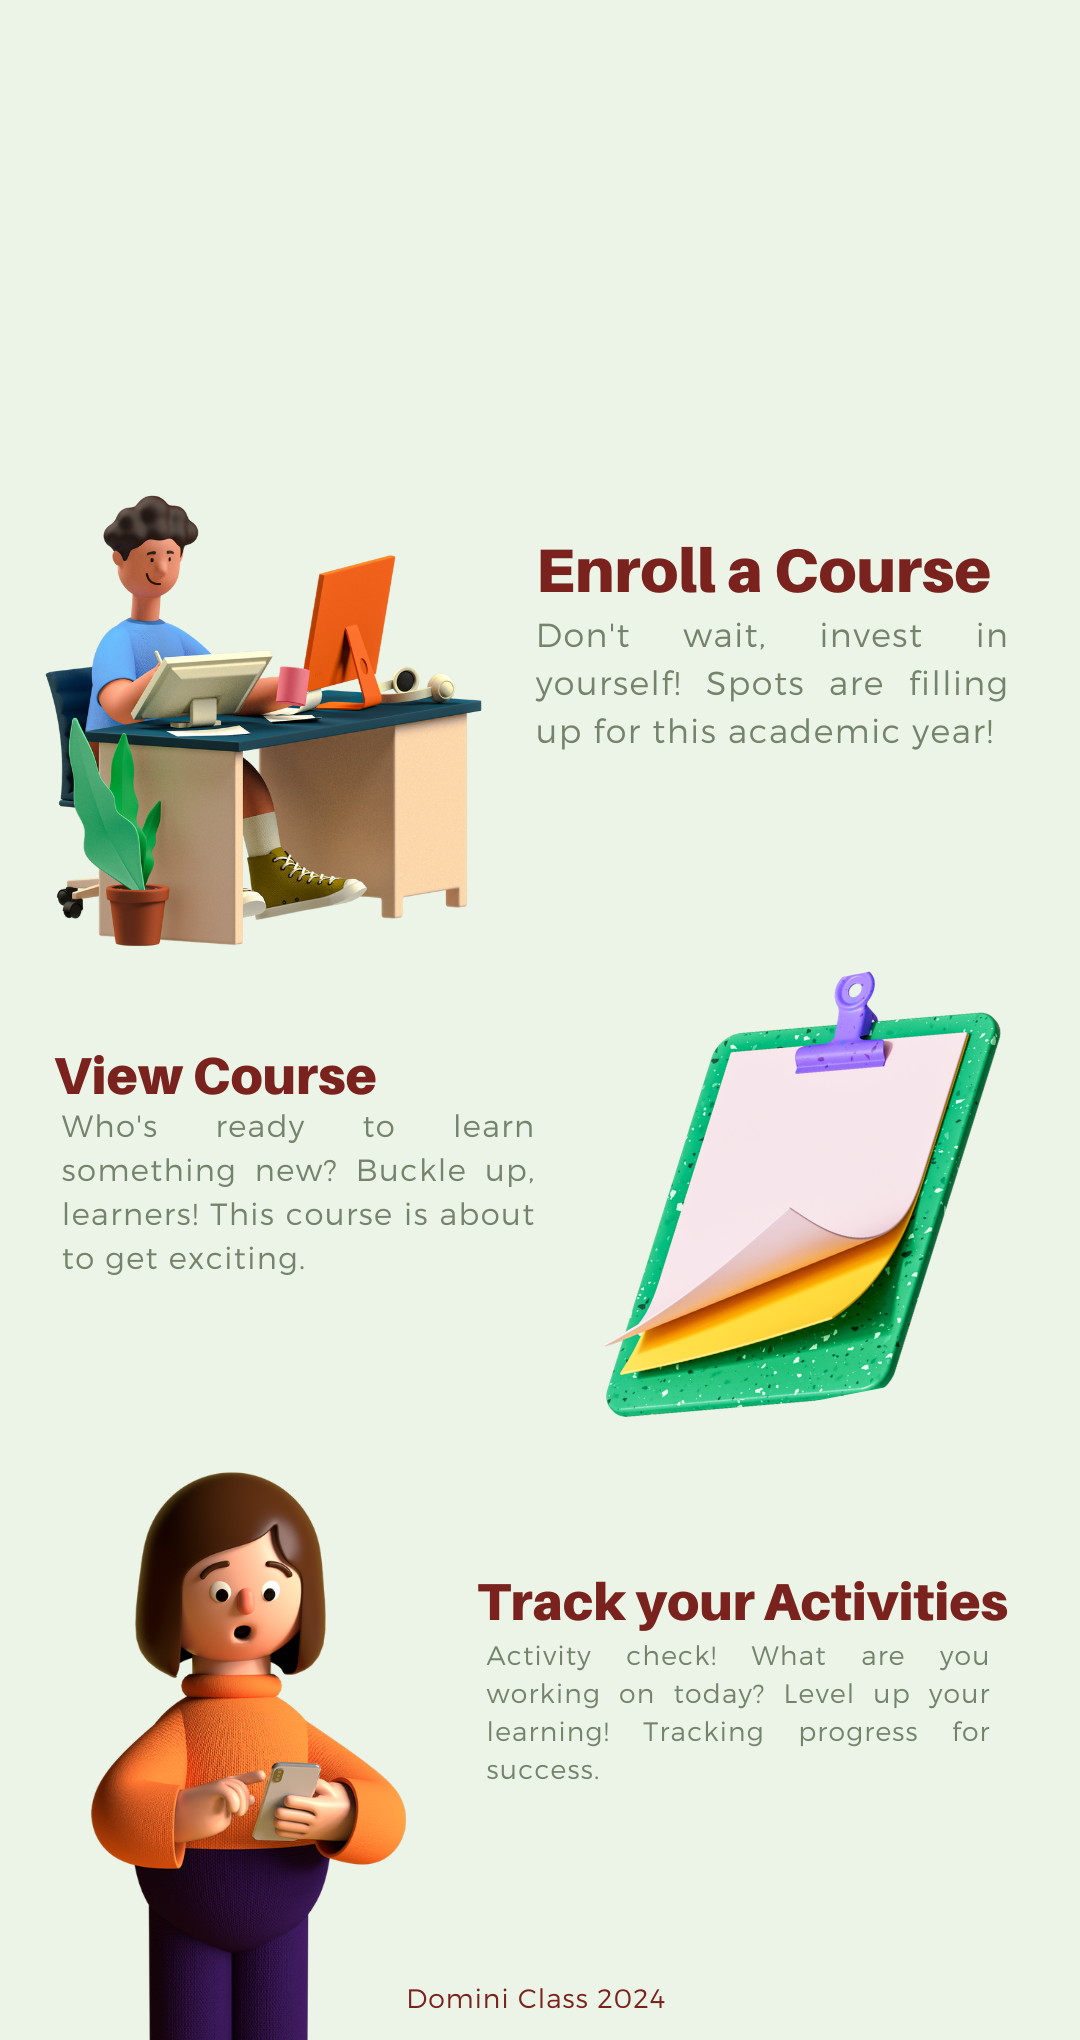 Enroll a Course
Don't wait, invest in
yourself! Spots are filling
up for this academic year!
View Course
Who's ready to learn
something new? Buckle up,
learners! This course is about
to get exciting.
Track your Activities
Activity check! What are you
working on today? Level up your
learning! Tracking progress for
success.
Domini Class 2024